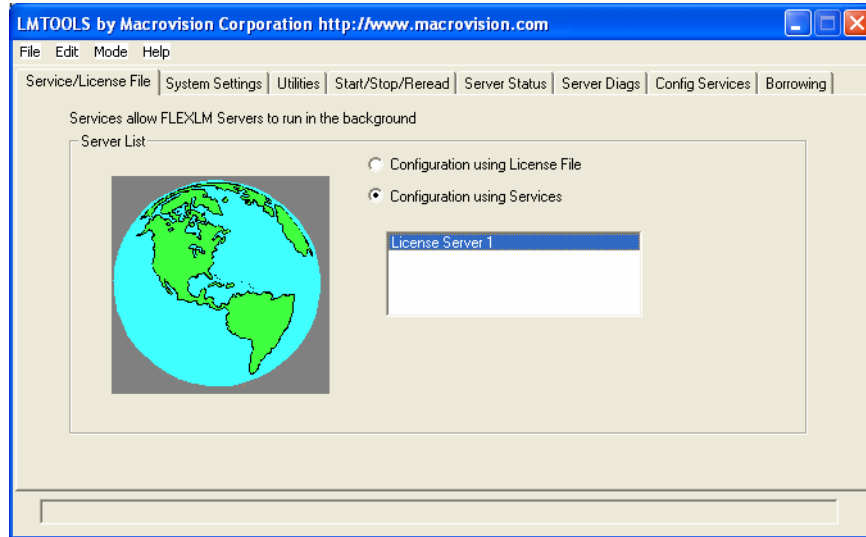 LMTOOLS by Macrovision Corporation http://www.macrovision.com
File Edit Mode Help
Service/License File System Settings Utilities Start/Stop/Reread Server Status Server Diags Config Services Borrowing
Services allow FLEXLM Servers to run in the background
Server List
Configuration using License File
Configuration using Services
License Server 1